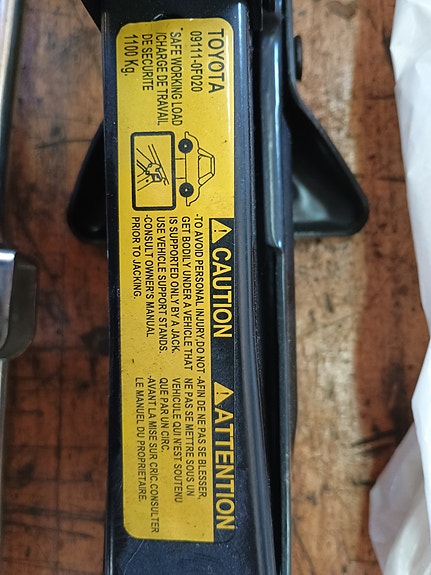 TOYOTA
09111-0F020
*SAFE WORKING LOAD
/CHARGE DE TRAVAIL
DE SECURITE
1100 Kg.
CAUTION
-TO AVOID PERSONAL INJURY,DO NOT
GET BODILY UNDER A VEHICLE THAT
IS SUPPORTED ONLY BY A JACK.
USE VEHICLE SUPPORT STANDS.
-CONSULT OWNER'S MANUAL
PRIOR TO JACKING.
ATTENTION
-AFIN DE NE PAS SE BLESSER,
NE PAS SE METTRE SOUS UN
VEHICULE QUI N'EST SOUTENU
QUE PAR UN CIRC.
-AVANT LA MISE SUR CRIC.CONSULTER
LE MANUEL DU PROPRIETAIRE.